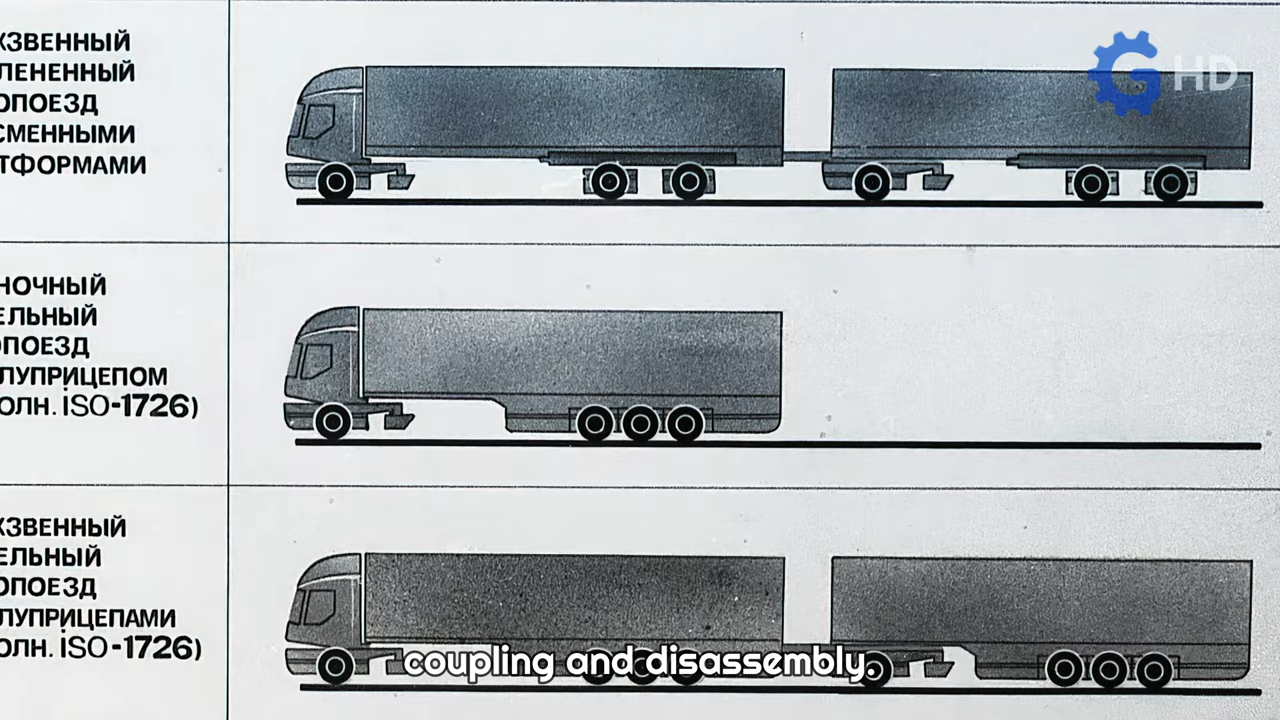 ХЗВЕННЫЙ
ЛЕНЕННЫЙ
ОПОЕЗД
СМЕННЫМИ
ТФОРМАМИ
G HD
НОЧНЫЙ
ЕЛЬНЫЙ
ОПОЕЗД
ЛУПРИЦЕПОМ
ОЛН. iSO-1726)
ХЗВЕННЫЙ
ЕЛЬНЫЙ
ОПОЕЗД
ЛУПРИЦЕПАМИ
ОЛН. iSO-1726)
coupling and disassembly.